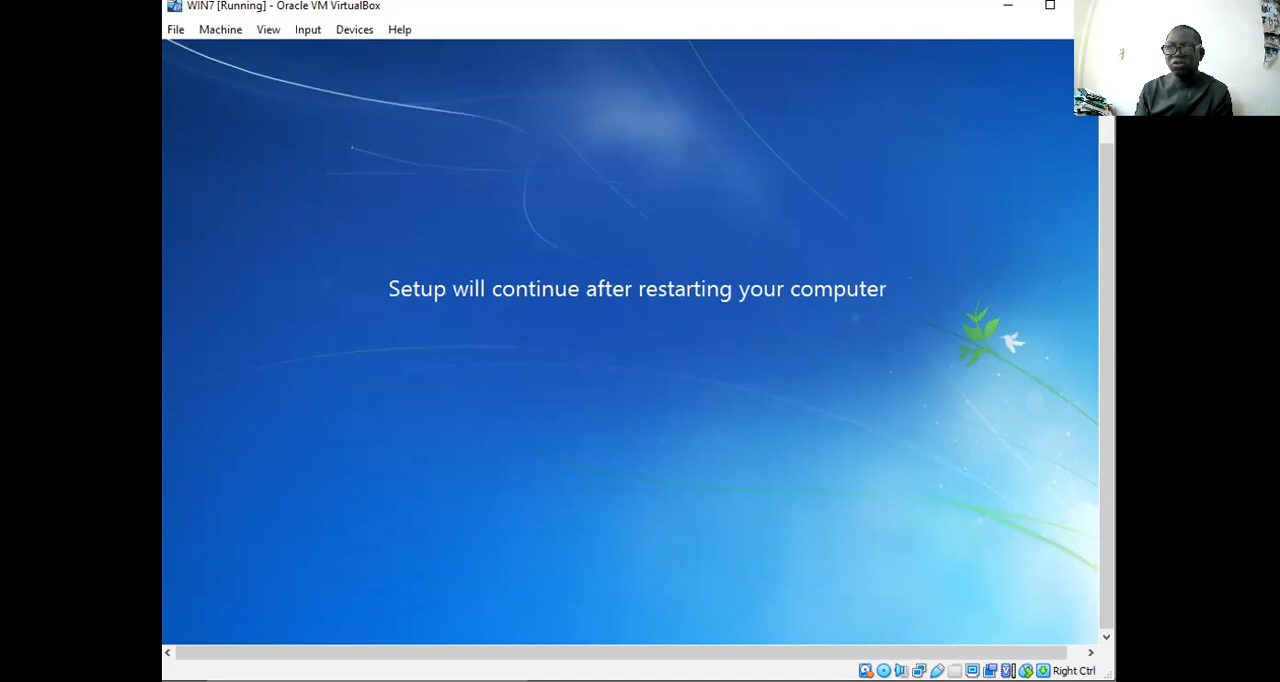 WIN7 [Running] - Oracle VM VirtualBox
File Machine View Input Devices Help
Setup will continue after restarting your computer
Right Ctrl